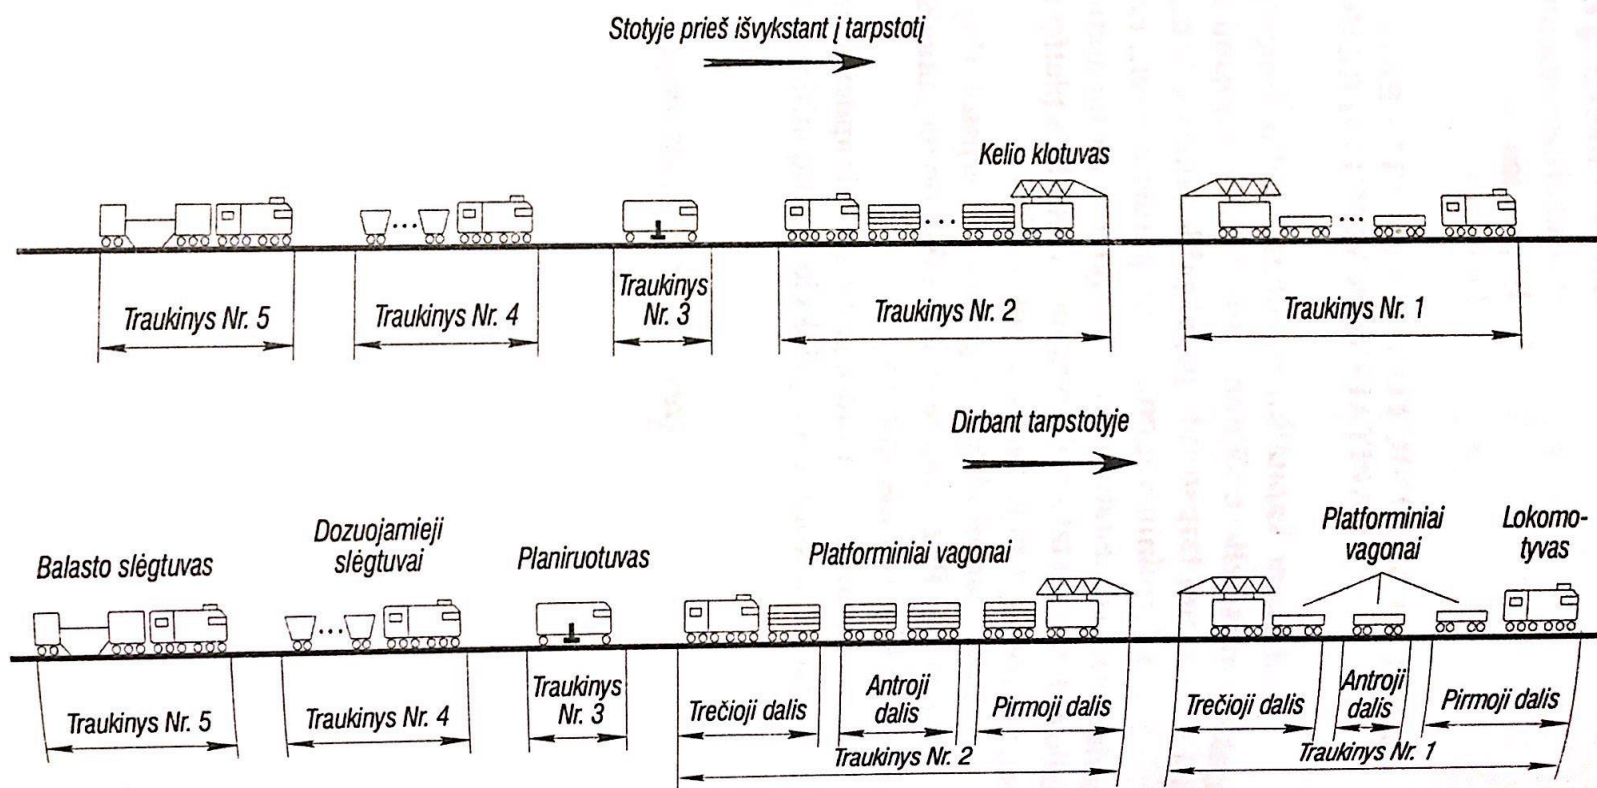 Stotyje prieš išvykstant į tarpstotį
Kelio klotuvas
Traukinys Nr. 5
Traukinys Nr. 4
Traukinys
Nr. 3
Traukinys Nr. 2
Traukinys Nr. 1
Dirbant tarpstotyje
Balasto slėgtuvas
Dozuojamieji
slėgtuvai
Planiruotuvas
Platforminiai vagonai
Platforminiai
vagonai
Lokomo-
tyvas
Traukinys Nr. 5
Traukinys Nr. 4
Traukinys
Nr. 3
Trečioji dalis
Antroji
dalis
Pirmoji dalis
Traukinys Nr. 2
Trečioji dalis
Antroji
dalis
Pirmoji dalis
Traukinys Nr. 1